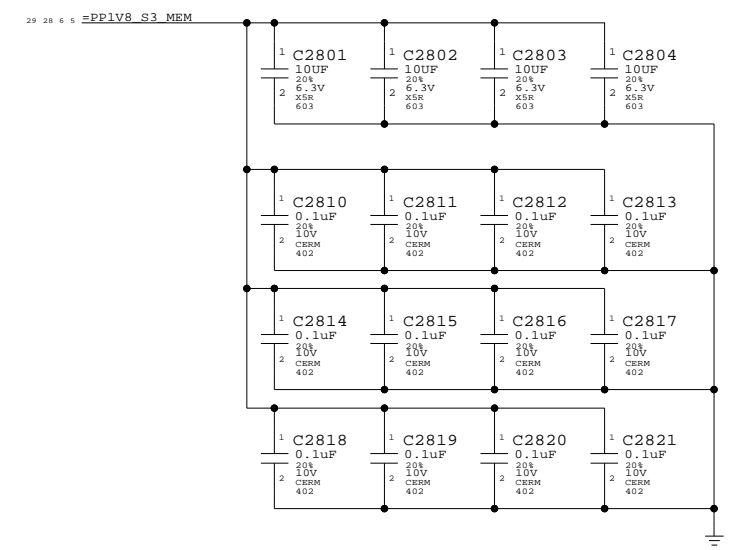 29 28 6 5 =PP1V8_S3_MEM
1 C2801
10UF
20%
2 6.3V
X5R
603
1 C2802
10UF
20%
2 6.3V
X5R
603
1 C2803
10UF
20%
2 6.3V
X5R
603
1 C2804
10UF
20%
2 6.3V
X5R
603
1 C2810
0.1uF
20%
2 10V
CERM
402
1 C2811
0.1uF
20%
2 10V
CERM
402
1 C2812
0.1uF
20%
2 10V
CERM
402
1 C2813
0.1uF
20%
2 10V
CERM
402
1 C2814
0.1uF
20%
2 10V
CERM
402
1 C2815
0.1uF
20%
2 10V
CERM
402
1 C2816
0.1uF
20%
2 10V
CERM
402
1 C2817
0.1uF
20%
2 10V
CERM
402
1 C2818
0.1uF
20%
2 10V
CERM
402
1 C2819
0.1uF
20%
2 10V
CERM
402
1 C2820
0.1uF
20%
2 10V
CERM
402
1 C2821
0.1uF
20%
2 10V
CERM
402